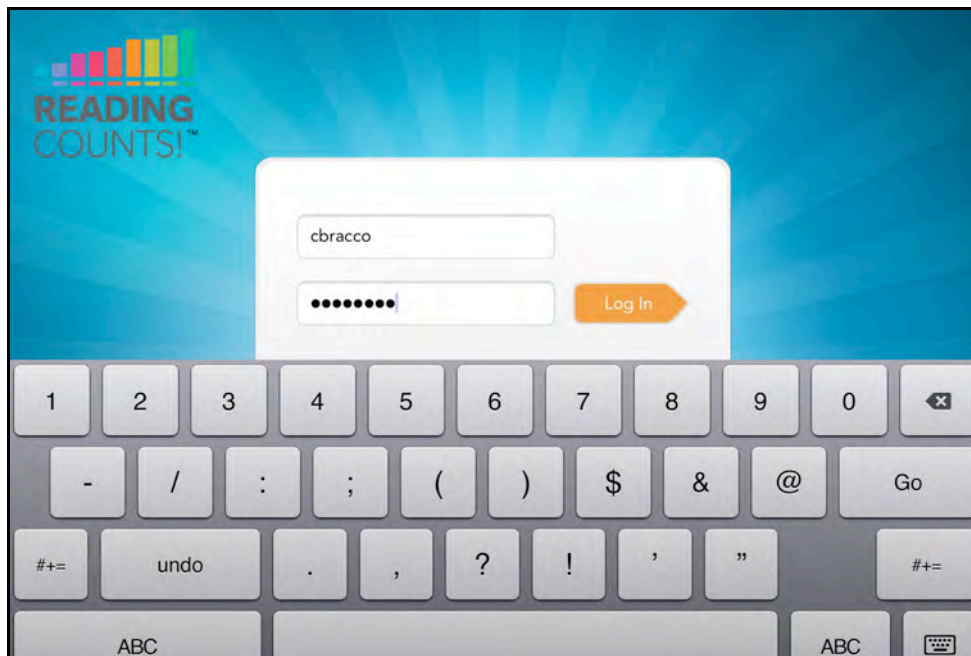 READING
COUNTS!™
cbracco
••••••••
Log In
1 2 3 4 5 6 7 8 9 0
- / : ; ( ) $ & @ Go
#+= undo . , ? ! ’ ” #+=
ABC ABC